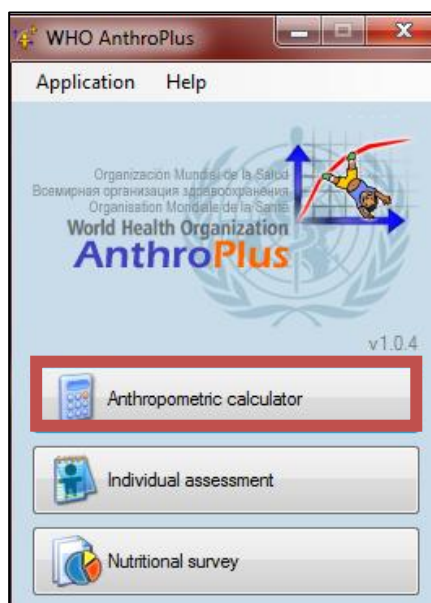 WHO AnthroPlus
Application Help
Organización Mundial de la Salud
Всемирная организация здравоохранения
Organisation Mondiale de la Santé
World Health Organization
AnthroPlus
v1.0.4
Anthropometric calculator
Individual assessment
Nutritional survey